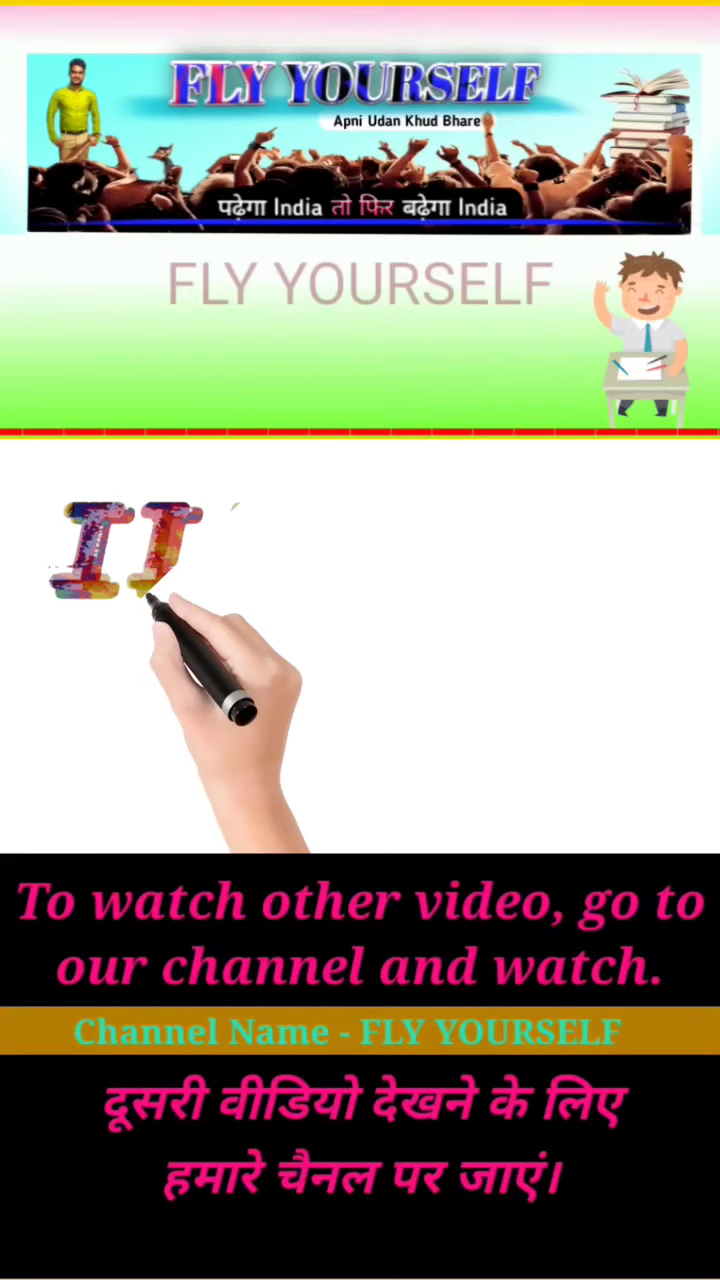 FLY YOURSELF
Apni Udan Khud Bhare
पढ़ेगा India तो फिर बढ़ेगा India
FLY YOURSELF
To watch other video, go to
our channel and watch.
Channel Name - FLY YOURSELF
दूसरी वीडियो देखने के लिए
हमारे चैनल पर जाएं।